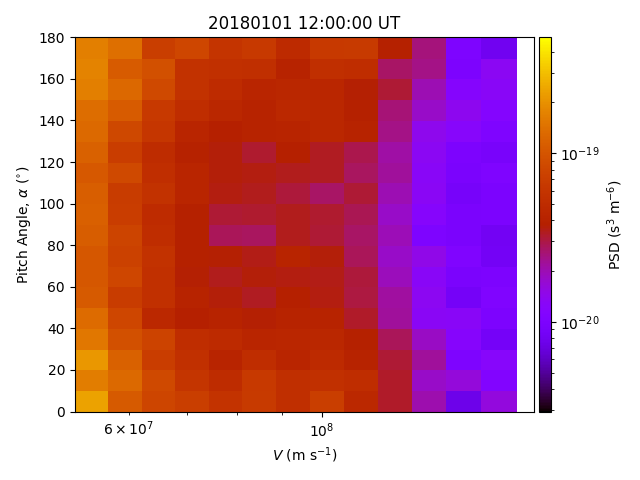 20180101 12:00:00 UT
180
160
140
120
100
80
60
40
20
0
Pitch Angle, α (°)
6 × 10⁷
10⁸
V (m s⁻¹)
10⁻¹⁹
10⁻²⁰
PSD (s³ m⁻⁶)